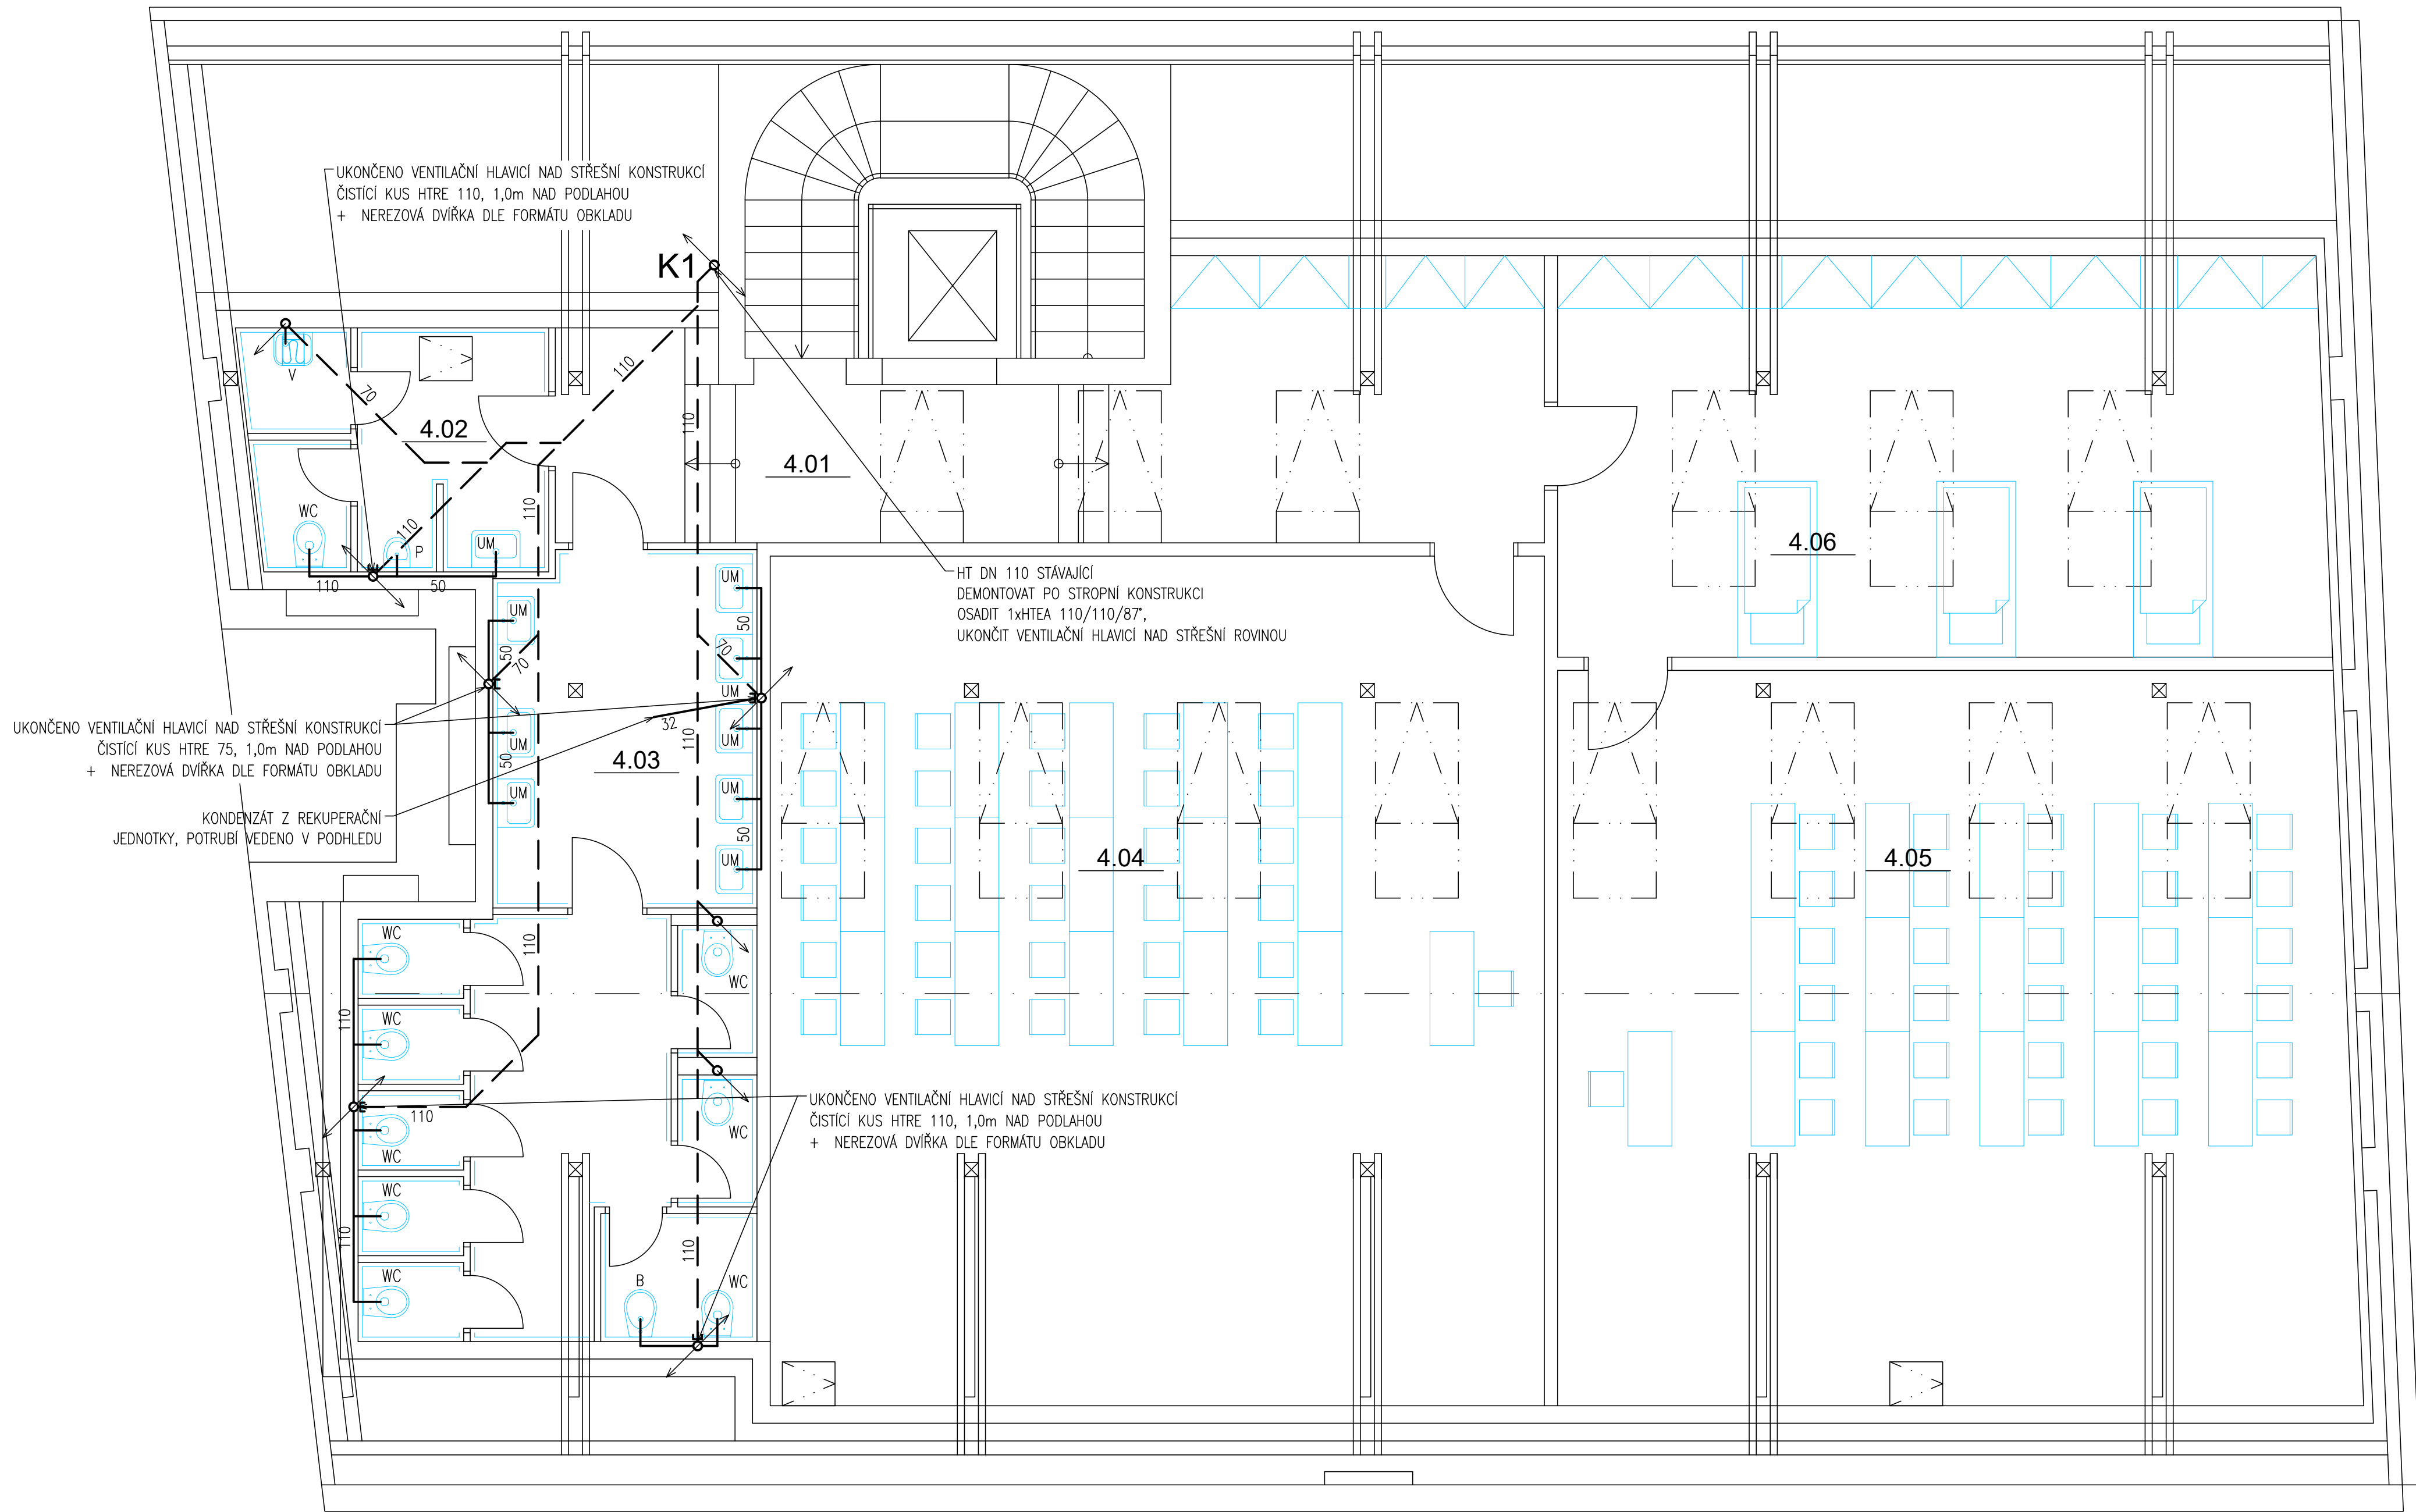 UKONČENO VENTILAČNÍ HLAVICÍ NAD STŘEŠNÍ KONSTRUKCÍ
ČISTÍCÍ KUS HTRE 110, 1,0m NAD PODLAHOU
+ NEREZOVÁ DVÍŘKA DLE FORMÁTU OBKLADU
K1
V
70
110
110
4.02
4.01
WC
110
P
UM
110
110
50
4.06
HT DN 110 STÁVAJÍCÍ
DEMONTOVAT PO STROPNÍ KONSTRUKCI
OSADIT 1xHTEA 110/110/87°,
UKONČIT VENTILAČNÍ HLAVICÍ NAD STŘEŠNÍ ROVINOU
UM
UM
50
50
70
70
UM
UKONČENO VENTILAČNÍ HLAVICÍ NAD STŘEŠNÍ KONSTRUKCÍ
ČISTÍCÍ KUS HTRE 75, 1,0m NAD PODLAHOU
+ NEREZOVÁ DVÍŘKA DLE FORMÁTU OBKLADU
32
110
UM
UM
50
4.03
UM
UM
KONDENZÁT Z REKUPERAČNÍ
JEDNOTKY, POTRUBÍ VEDENO V PODHLEDU
50
UM
4.04
4.05
WC
110
WC
WC
110
110
UKONČENO VENTILAČNÍ HLAVICÍ NAD STŘEŠNÍ KONSTRUKCÍ
ČISTÍCÍ KUS HTRE 110, 1,0m NAD PODLAHOU
+ NEREZOVÁ DVÍŘKA DLE FORMÁTU OBKLADU
WC
WC
WC
110
110
WC
B
WC